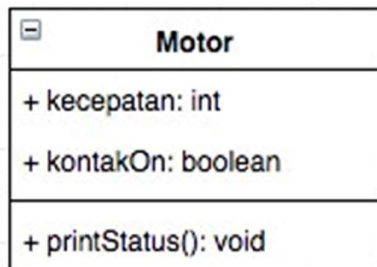 Motor
+ kecepatan: int
+ kontakOn: boolean
+ printStatus(): void